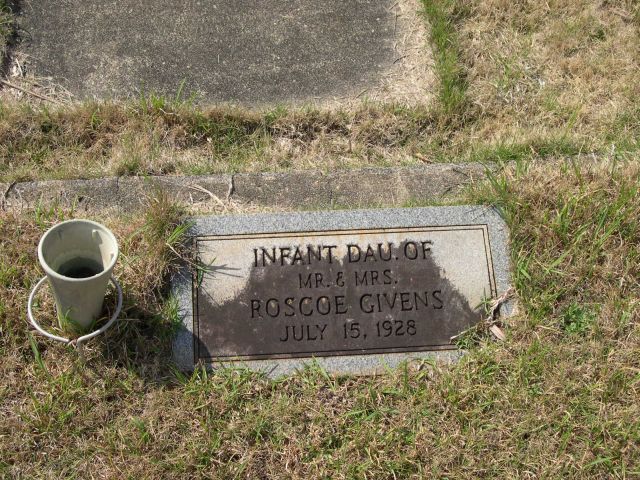 INFANT DAU. OF
MR. & MRS.
ROSCOE GIVENS
JULY 15, 1928